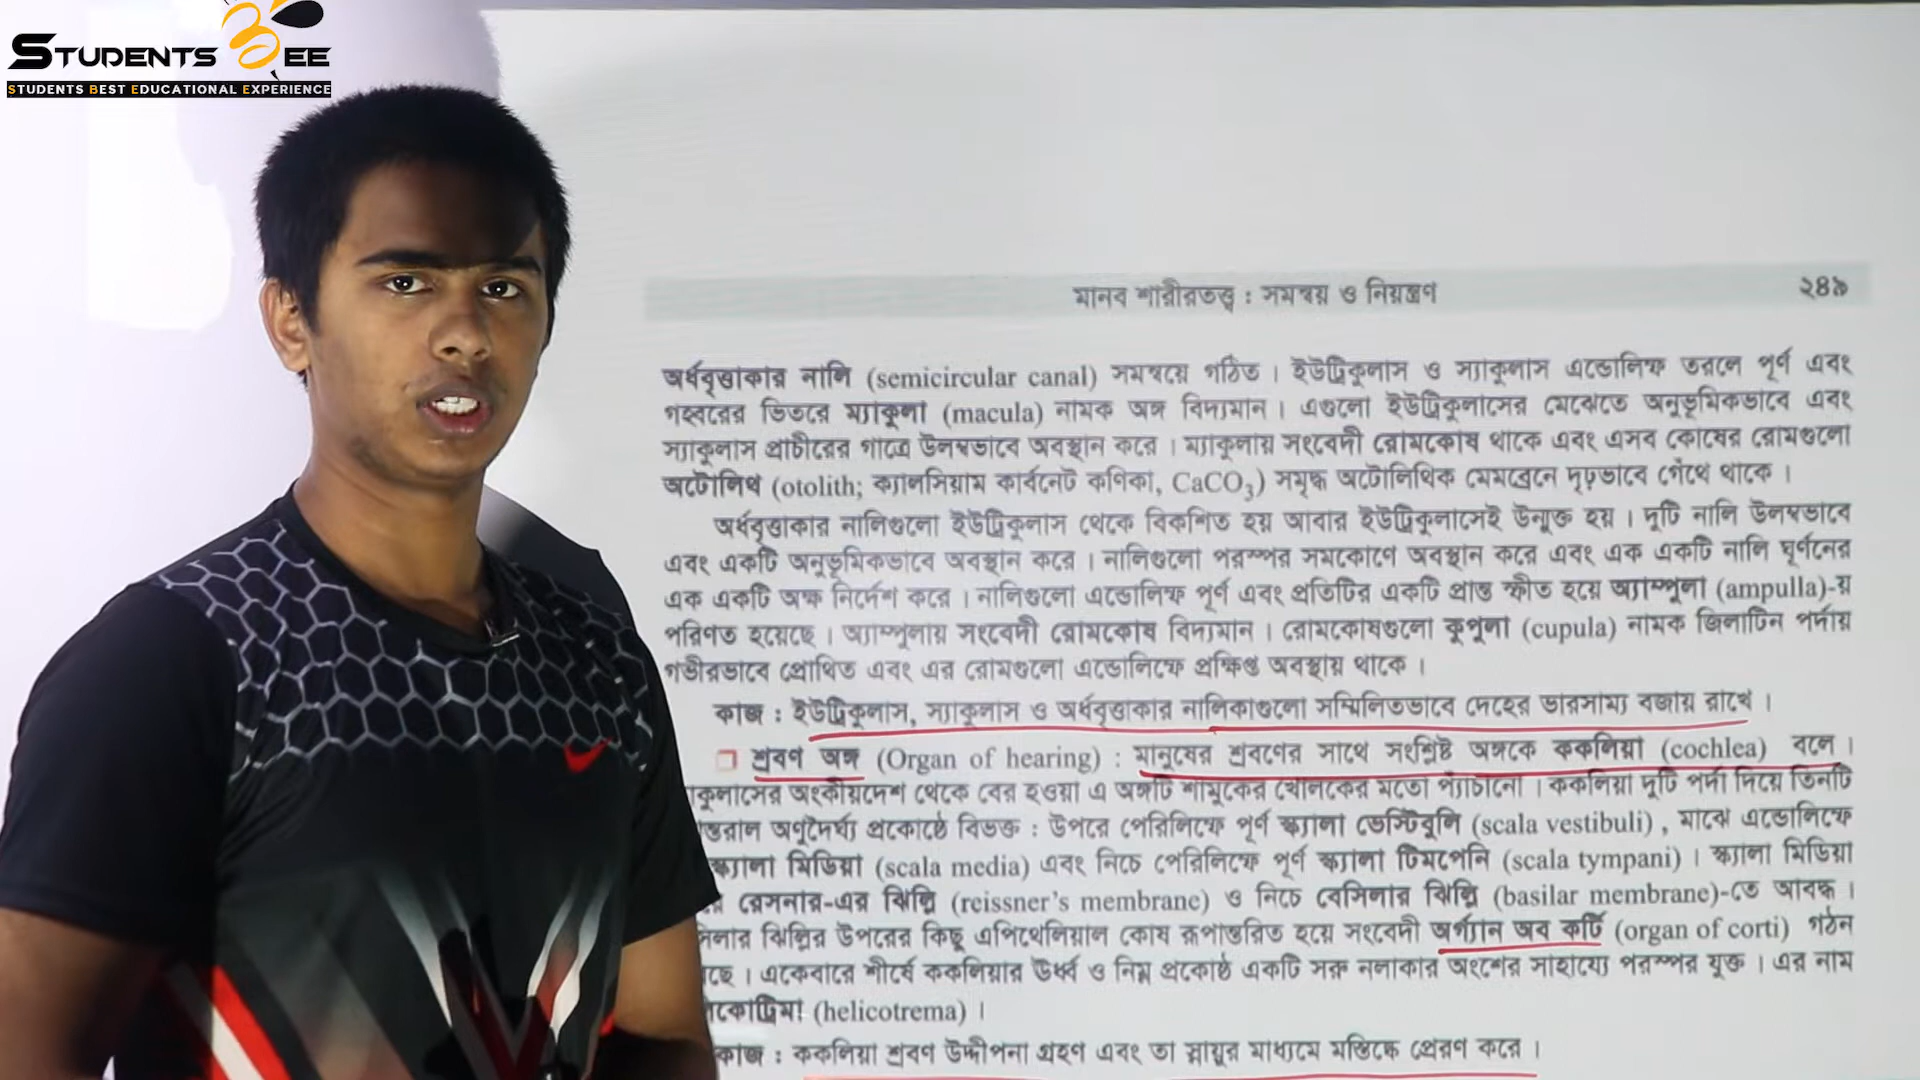 STUDENTS BEE
STUDENTS BEST EDUCATIONAL EXPERIENCE
মানব শারীরতত্ত্ব : সমন্বয় ও নিয়ন্ত্রণ ২৪৯
অর্ধবৃত্তাকার নালি (semicircular canal) সমন্বয়ে গঠিত । ইউট্রিকুলাস ও স্যাকুলাস এন্ডোলিম্ফ তরলে পূর্ণ এবং
গহ্বরের ভিতরে ম্যাকুলা (macula) নামক অঙ্গ বিদ্যমান । এগুলো ইউট্রিকুলাসের মেঝেতে অনুভূমিকভাবে এবং
স্যাকুলাস প্রাচীরের গাত্রে উলম্বভাবে অবস্থান করে । ম্যাকুলায় সংবেদী রোমকোষ থাকে এবং এসব কোষের রোমগুলো
অটোলিথ (otolith; ক্যালসিয়াম কার্বনেট কণিকা, CaCO₃) সমৃদ্ধ অটোলিথিক মেমব্রেনে দৃঢ়ভাবে গেঁথে থাকে ।
অর্ধবৃত্তাকার নালিগুলো ইউট্রিকুলাস থেকে বিকশিত হয় আবার ইউট্রিকুলাসেই উন্মুক্ত হয় । দুটি নালি উলম্বভাবে
এবং একটি অনুভূমিকভাবে অবস্থান করে । নালিগুলো পরস্পর সমকোণে অবস্থান করে এবং এক একটি নালি ঘূর্ণনের
এক একটি অক্ষ নির্দেশ করে । নালিগুলো এন্ডোলিম্ফ পূর্ণ এবং প্রতিটির একটি প্রান্ত স্ফীত হয়ে অ্যাম্পুলা (ampulla)-য়
পরিণত হয়েছে । অ্যাম্পুলায় সংবেদী রোমকোষ বিদ্যমান । রোমকোষগুলো কুপুলা (cupula) নামক জিলাটিন পর্দায়
গভীরভাবে প্রোথিত এবং এর রোমগুলো এন্ডোলিম্ফে প্রক্ষিপ্ত অবস্থায় থাকে ।
কাজ : ইউট্রিকুলাস, স্যাকুলাস ও অর্ধবৃত্তাকার নালিকাগুলো সম্মিলিতভাবে দেহের ভারসাম্য বজায় রাখে ।
শ্রবণ অঙ্গ (Organ of hearing) : মানুষের শ্রবণের সাথে সংশ্লিষ্ট অঙ্গকে ককলিয়া (cochlea) বলে ।
কুলাসের অংকীয়দেশ থেকে বের হওয়া এ অঙ্গটি শামুকের খোলকের মতো প্যাঁচানো । ককলিয়া দুটি পর্দা দিয়ে তিনটি
ন্তরাল অণুদৈর্ঘ্য প্রকোষ্ঠে বিভক্ত : উপরে পেরিলিম্ফে পূর্ণ স্ক্যালা ভেস্টিবুলি (scala vestibuli) , মাঝে এন্ডোলিম্ফে
স্ক্যালা মিডিয়া (scala media) এবং নিচে পেরিলিম্ফে পূর্ণ স্ক্যালা টিমপেনি (scala tympani) । স্ক্যালা মিডিয়া
রেসনার-এর ঝিল্লি (reissner's membrane) ও নিচে বেসিলার ঝিল্লি (basilar membrane)-তে আবদ্ধ ।
সিলার ঝিল্লির উপরের কিছু এপিথেলিয়াল কোষ রূপান্তরিত হয়ে সংবেদী অর্গ্যান অব কর্টি (organ of corti) গঠন
ছে । একেবারে শীর্ষে ককলিয়ার ঊর্ধ্ব ও নিম্ন প্রকোষ্ঠ একটি সরু নলাকার অংশের সাহায্যে পরস্পর যুক্ত । এর নাম
কোট্রিমা (helicotrema) ।
কাজ : ককলিয়া শ্রবণ উদ্দীপনা গ্রহণ এবং তা স্নায়ুর মাধ্যমে মস্তিষ্কে প্রেরণ করে ।